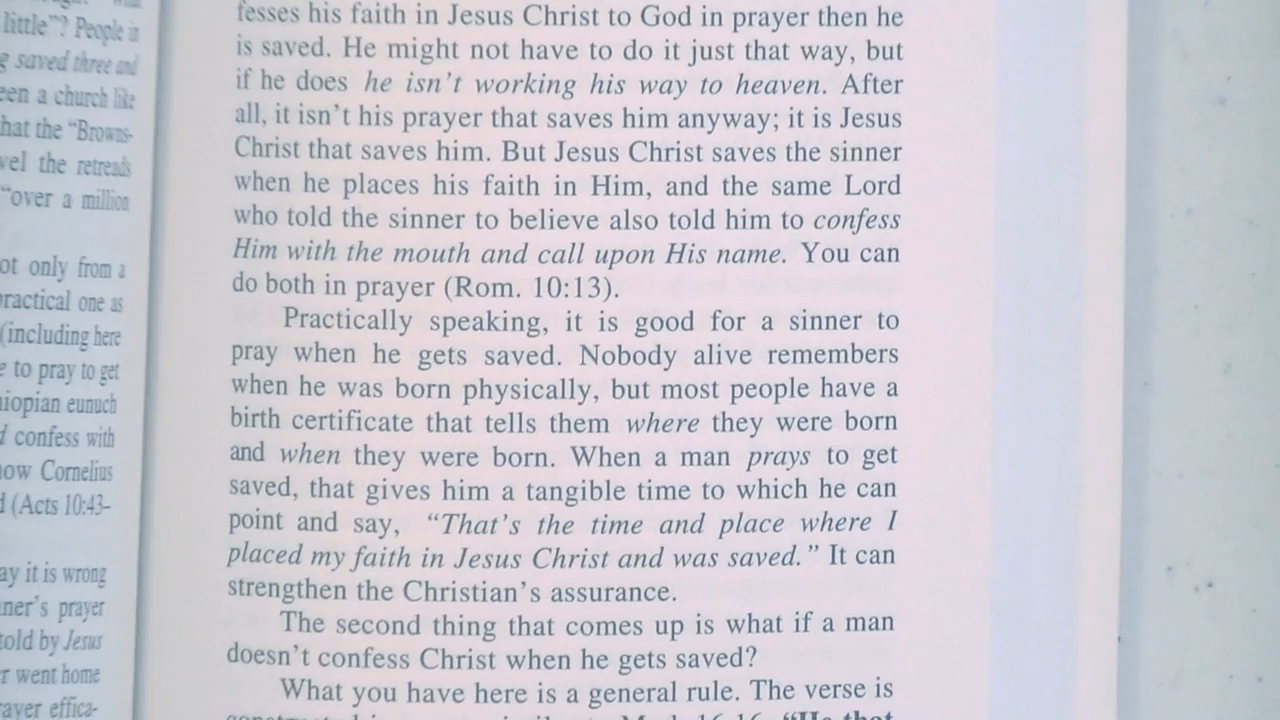 little"? People in
saved three and
een a church like
hat the "Browns-
vel the retreads
"over a million
ot only from a
ractical one as
(including here
e to pray to get
iopian eunuch
d confess with
ow Cornelius
d (Acts 10:43-
ay it is wrong
ner's prayer
told by Jesus
r went home
rayer effica-
fesses his faith in Jesus Christ to God in prayer then he
is saved. He might not have to do it just that way, but
if he does he isn't working his way to heaven. After
all, it isn't his prayer that saves him anyway; it is Jesus
Christ that saves him. But Jesus Christ saves the sinner
when he places his faith in Him, and the same Lord
who told the sinner to believe also told him to confess
Him with the mouth and call upon His name. You can
do both in prayer (Rom. 10:13).
Practically speaking, it is good for a sinner to
pray when he gets saved. Nobody alive remembers
when he was born physically, but most people have a
birth certificate that tells them where they were born
and when they were born. When a man prays to get
saved, that gives him a tangible time to which he can
point and say, "That's the time and place where I
placed my faith in Jesus Christ and was saved." It can
strengthen the Christian's assurance.
The second thing that comes up is what if a man
doesn't confess Christ when he gets saved?
What you have here is a general rule. The verse is
"He that